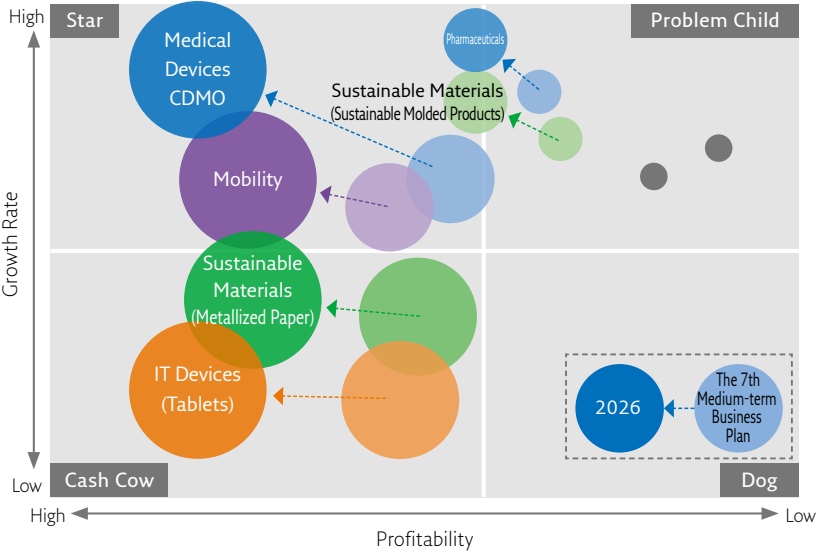 High
Star
Problem Child
Medical
Devices
CDMO
Pharmaceuticals
Sustainable Materials
(Sustainable Molded Products)
Mobility
Growth Rate
Sustainable
Materials
(Metallized Paper)
IT Devices
(Tablets)
2026
The 7th
Medium-term
Business
Plan
Low
Cash Cow
Dog
High
Low
Profitability